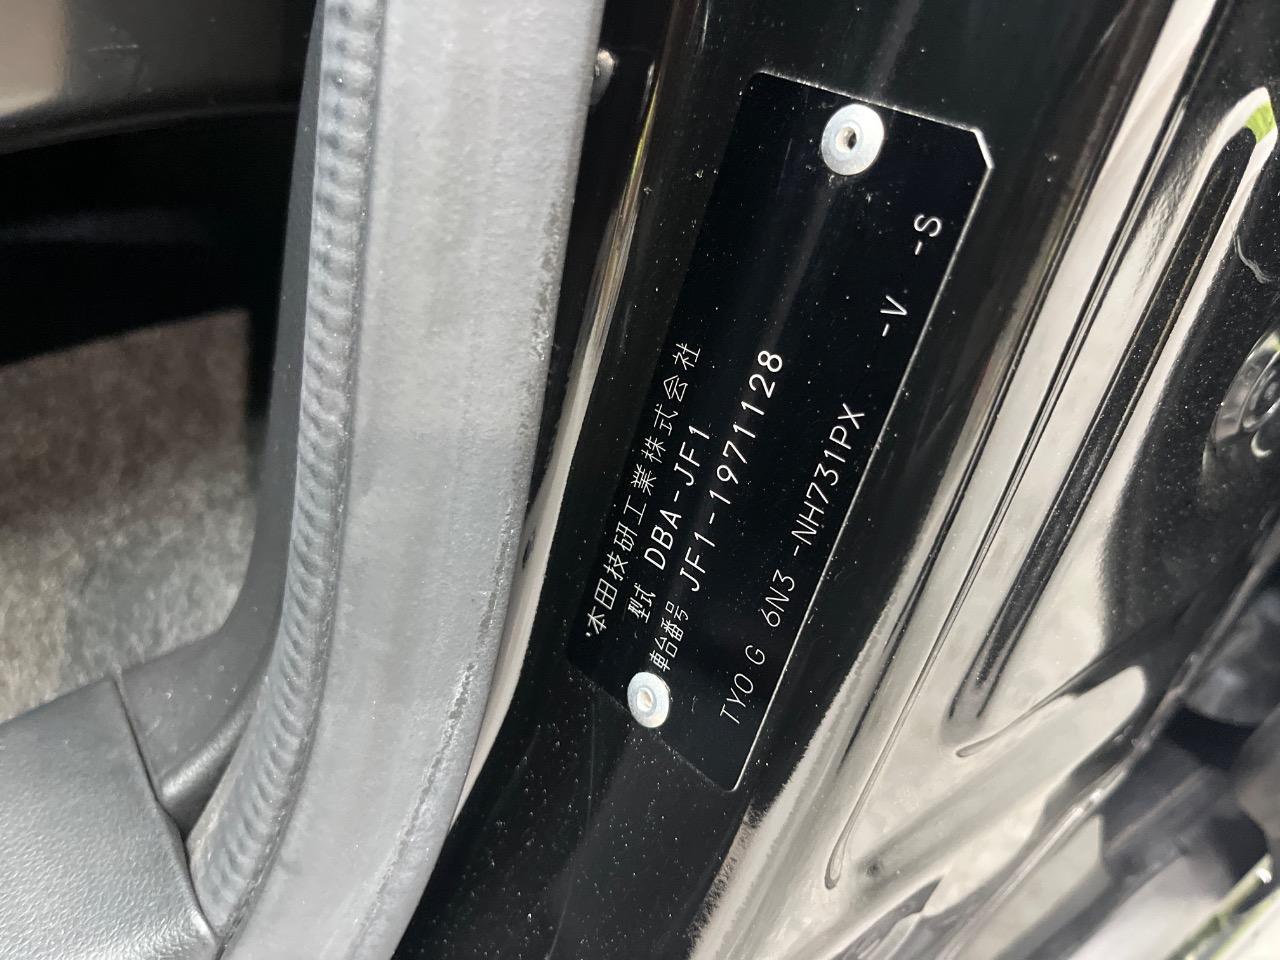 本田技研工業株式会社
型式 DBA-JF1
車台番号 JF1-1971128
TY0 G 6N3 -NH731PX -V -S